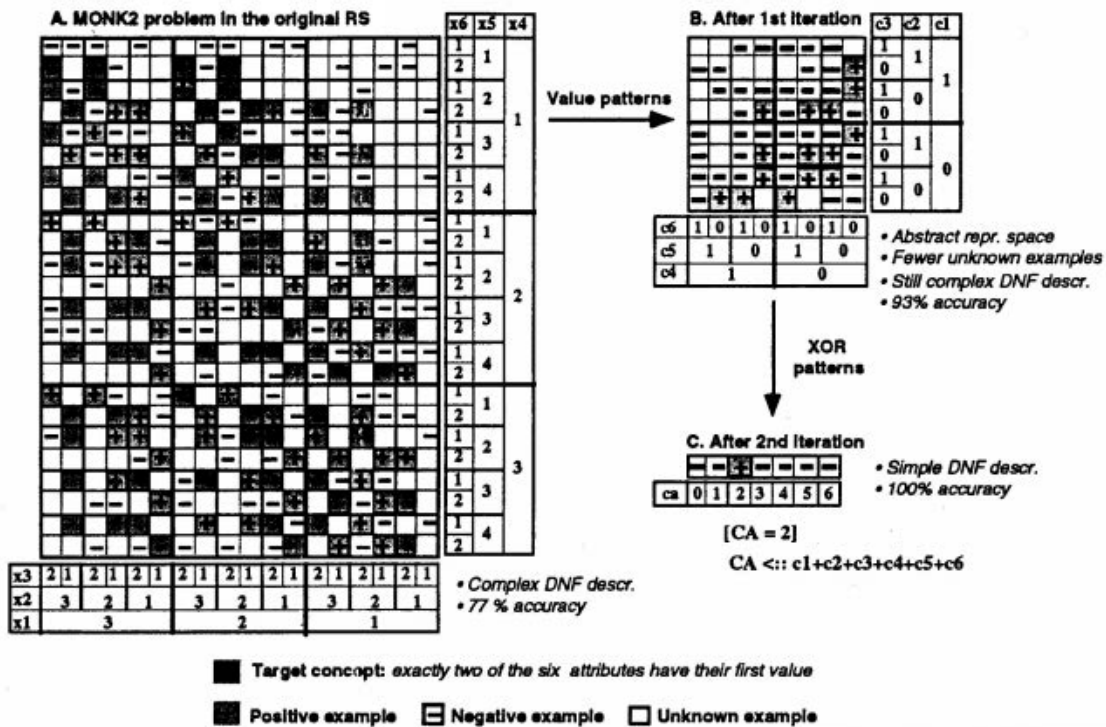 A. MONK2 problem in the original RS
x6 x5 x4
1
2
1
1
2
2
1
1
2
3
1
2
4
1
2
1
1
2
2
2
1
2
3
1
2
4
1
2
1
1
2
2
3
1
2
3
1
2
4
x3 2 1 2 1 2 1 2 1 2 1 2 1 2 1 2 1 2 1
x2 3 2 1 3 2 1 3 2 1
x1 3 2 1
• Complex DNF descr.
• 77 % accuracy
Value patterns
B. After 1st Iteration
c3 c2 c1
1
0
1
1
1
0
0
1
0
1
0
1
0
0
c6 1 0 1 0 1 0 1 0
c5 1 0 1 0
c4 1 0
• Abstract repr. space
• Fewer unknown examples
• Still complex DNF descr.
• 93% accuracy
XOR
patterns
C. After 2nd Iteration
ca 0 1 2 3 4 5 6
• Simple DNF descr.
• 100% accuracy
[CA = 2]
CA <:: c1+c2+c3+c4+c5+c6
Target concept: exactly two of the six attributes have their first value
Positive example Negative example Unknown example